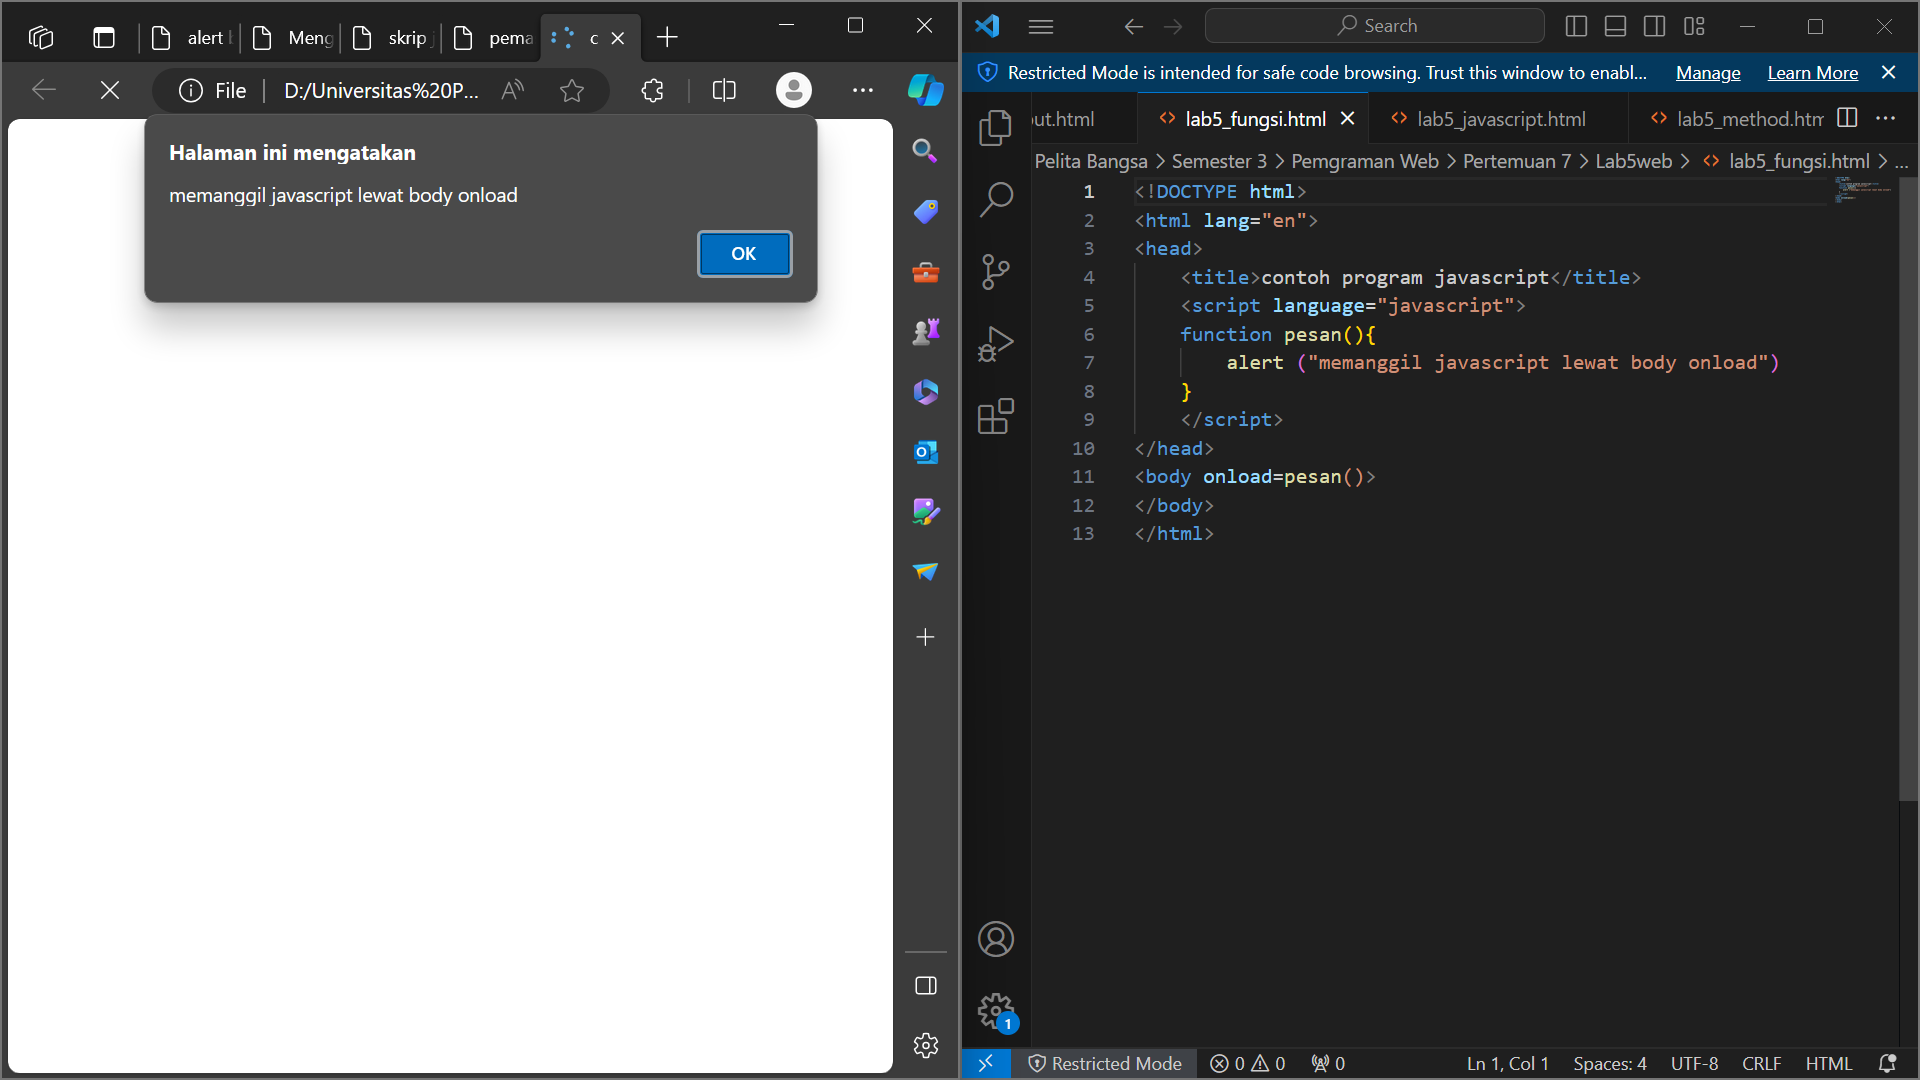 alert
Meng
skrip
pema
c
File
D:/Universitas%20P...
Halaman ini mengatakan
memanggil javascript lewat body onload
OK
Search
Restricted Mode is intended for safe code browsing. Trust this window to enabl...
Manage
Learn More
out.html
lab5_fungsi.html
lab5_javascript.html
lab5_method.htm
Pelita Bangsa > Semester 3 > Pemgraman Web > Pertemuan 7 > Lab5web > <> lab5_fungsi.html > ...
1 <!DOCTYPE html>
2 <html lang="en">
3 <head>
4 <title>contoh program javascript</title>
5 <script language="javascript">
6 function pesan(){
7 alert ("memanggil javascript lewat body onload")
8 }
9 </script>
10 </head>
11 <body onload=pesan()>
12 </body>
13 </html>
1
Restricted Mode
0
0
0
Ln 1, Col 1
Spaces: 4
UTF-8
CRLF
HTML